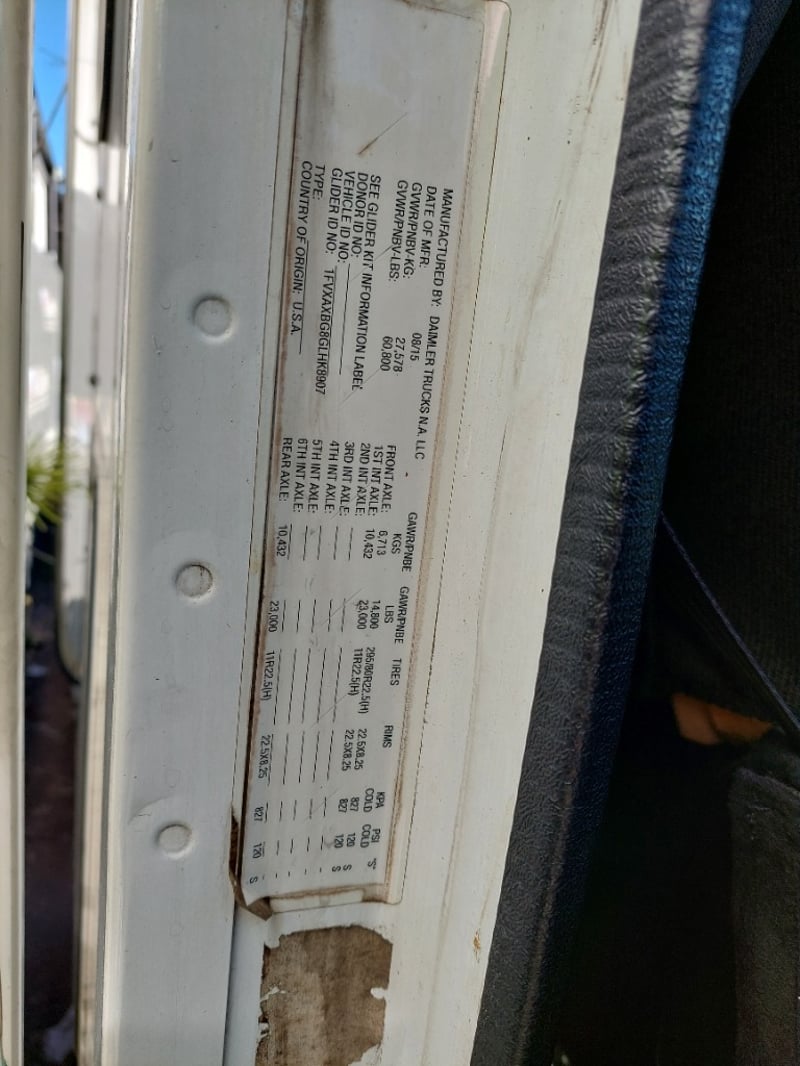 MANUFACTURED BY: DAIMLER TRUCKS N.A. LLC
DATE OF MFR: 08/15
GVWR/PNBV-KG: 27,578
GVWR/PNBV-LBS: 60,800
SEE GLIDER KIT INFORMATION LABEL
DONOR ID NO:
VEHICLE ID NO:
GLIDER ID NO: 1FVXAXBG8GLHK8907
TYPE:
COUNTRY OF ORIGIN: U.S.A.
GAWR/PNBE KGS GAWR/PNBE LBS TIRES RIMS KPA COLD PSI COLD "S"
FRONT AXLE: 6,713 14,800 295/80R22.5(H) 22.5X8.25 827 120 S
1ST INT AXLE: 10,432 23,000 11R22.5(H) 22.5X8.25 827 120 S
2ND INT AXLE:
3RD INT AXLE:
4TH INT AXLE:
5TH INT AXLE:
6TH INT AXLE:
REAR AXLE: 10,432 23,000 11R22.5(H) 22.5X8.25 827 120 S